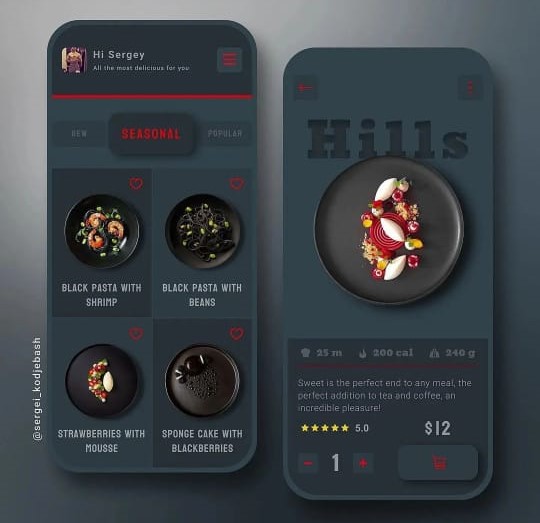 Hi Sergey
All the most delicious for you
NEW
SEASONAL
POPULAR
BLACK PASTA WITH
SHRIMP
BLACK PASTA WITH
BEANS
STRAWBERRIES WITH
MOUSSE
SPONGE CAKE WITH
BLACKBERRIES
@sergei_kodjebash
Hills
25 m
200 cal
240 g
Sweet is the perfect end to any meal, the
perfect addition to tea and coffee, an
incredible pleasure!
5.0
$12
1